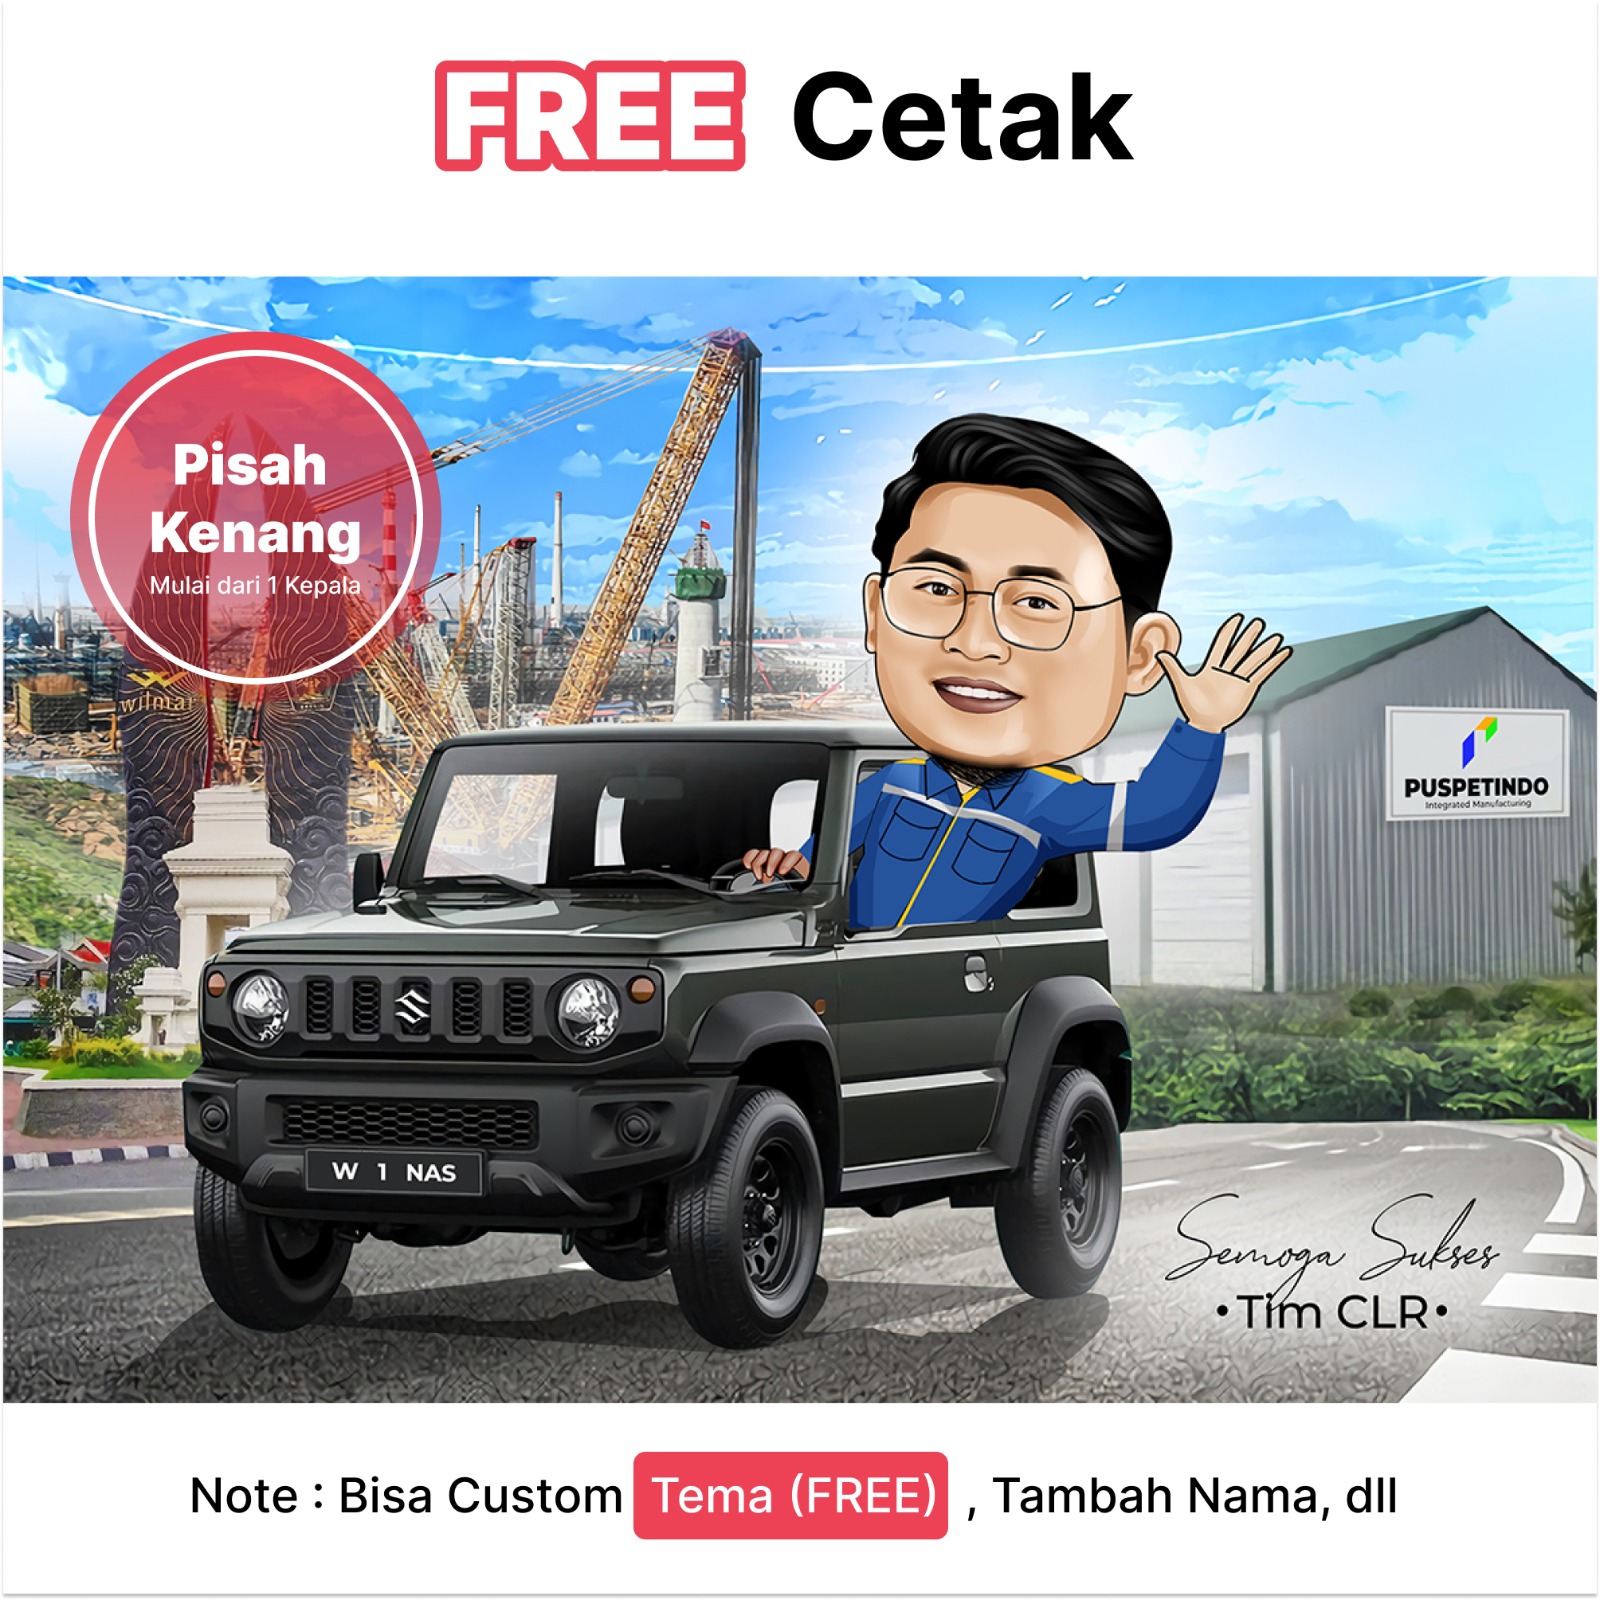 FREE Cetak
Pisah
Kenang
Mulai dari 1 Kepala
wilmar
PUSPETINDO
Integrated Manufacturing
W 1 NAS
Semoga Sukses
•Tim CLR•
Note : Bisa Custom Tema (FREE) , Tambah Nama, dll